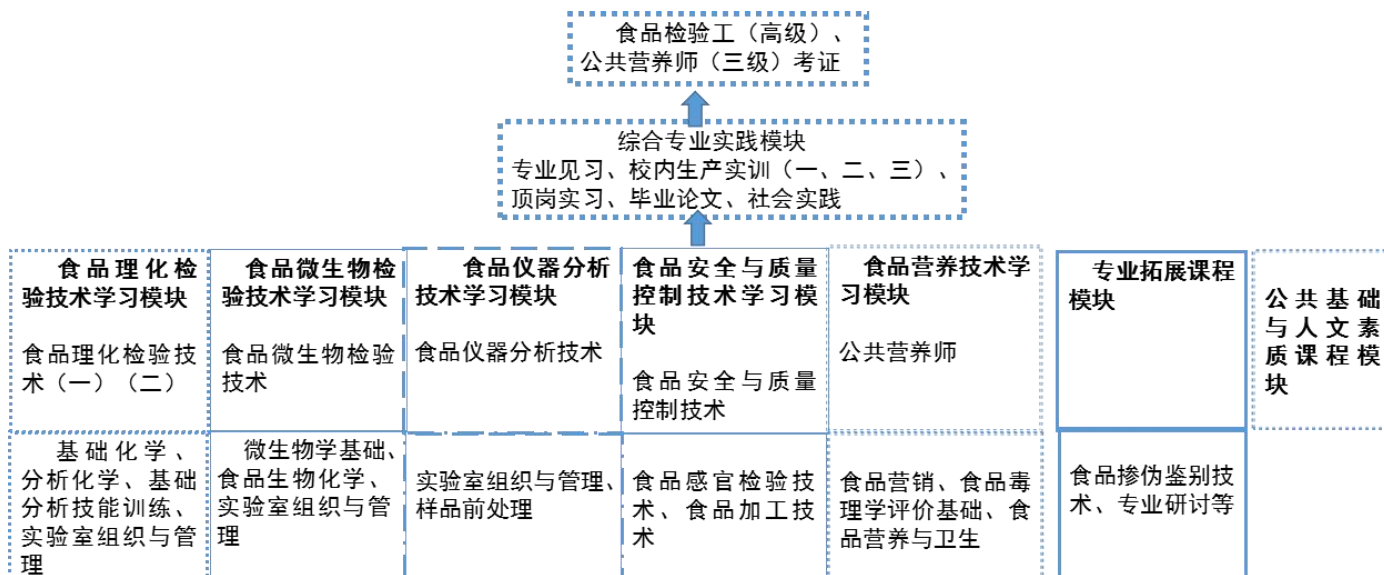 食品检验工（高级）、
公共营养师（三级）考证
综合专业实践模块
专业见习、校内生产实训（一、二、三）、
顶岗实习、毕业论文、社会实践
食品理化检
验技术学习模块
食品理化检验技
术（一）（二）
食品微生物检
验技术学习模块
食品微生物检验
技术
食品仪器分析
技术学习模块
食品仪器分析技术
食品安全与质量
控制技术学习模
块
食品安全与质量
控制技术
食品营养技术学
习模块
公共营养师
专业拓展课程
模块
公共基础
与人文素
质课程模
块
基础化学、
分析化学、基础
分析技能训练、
实验室组织与管
理
微生物学基础、
食品生物化学、
实验室组织与管
理
实验室组织与管理、
样品前处理
食品感官检验技
术、食品加工技
术
食品营销、食品毒
理学评价基础、食
品营养与卫生
食品掺伪鉴别技
术、专业研讨等